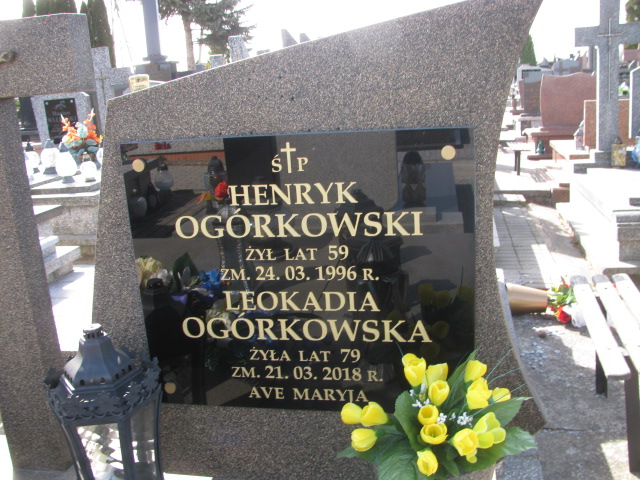 Ś†P
HENRYK
OGÓRKOWSKI
ŻYŁ LAT 59
ZM. 24. 03. 1996 R.
LEOKADIA
OGÓRKOWSKA
ŻYŁA LAT 79
ZM. 21. 03. 2018 R.
AVE MARYJA